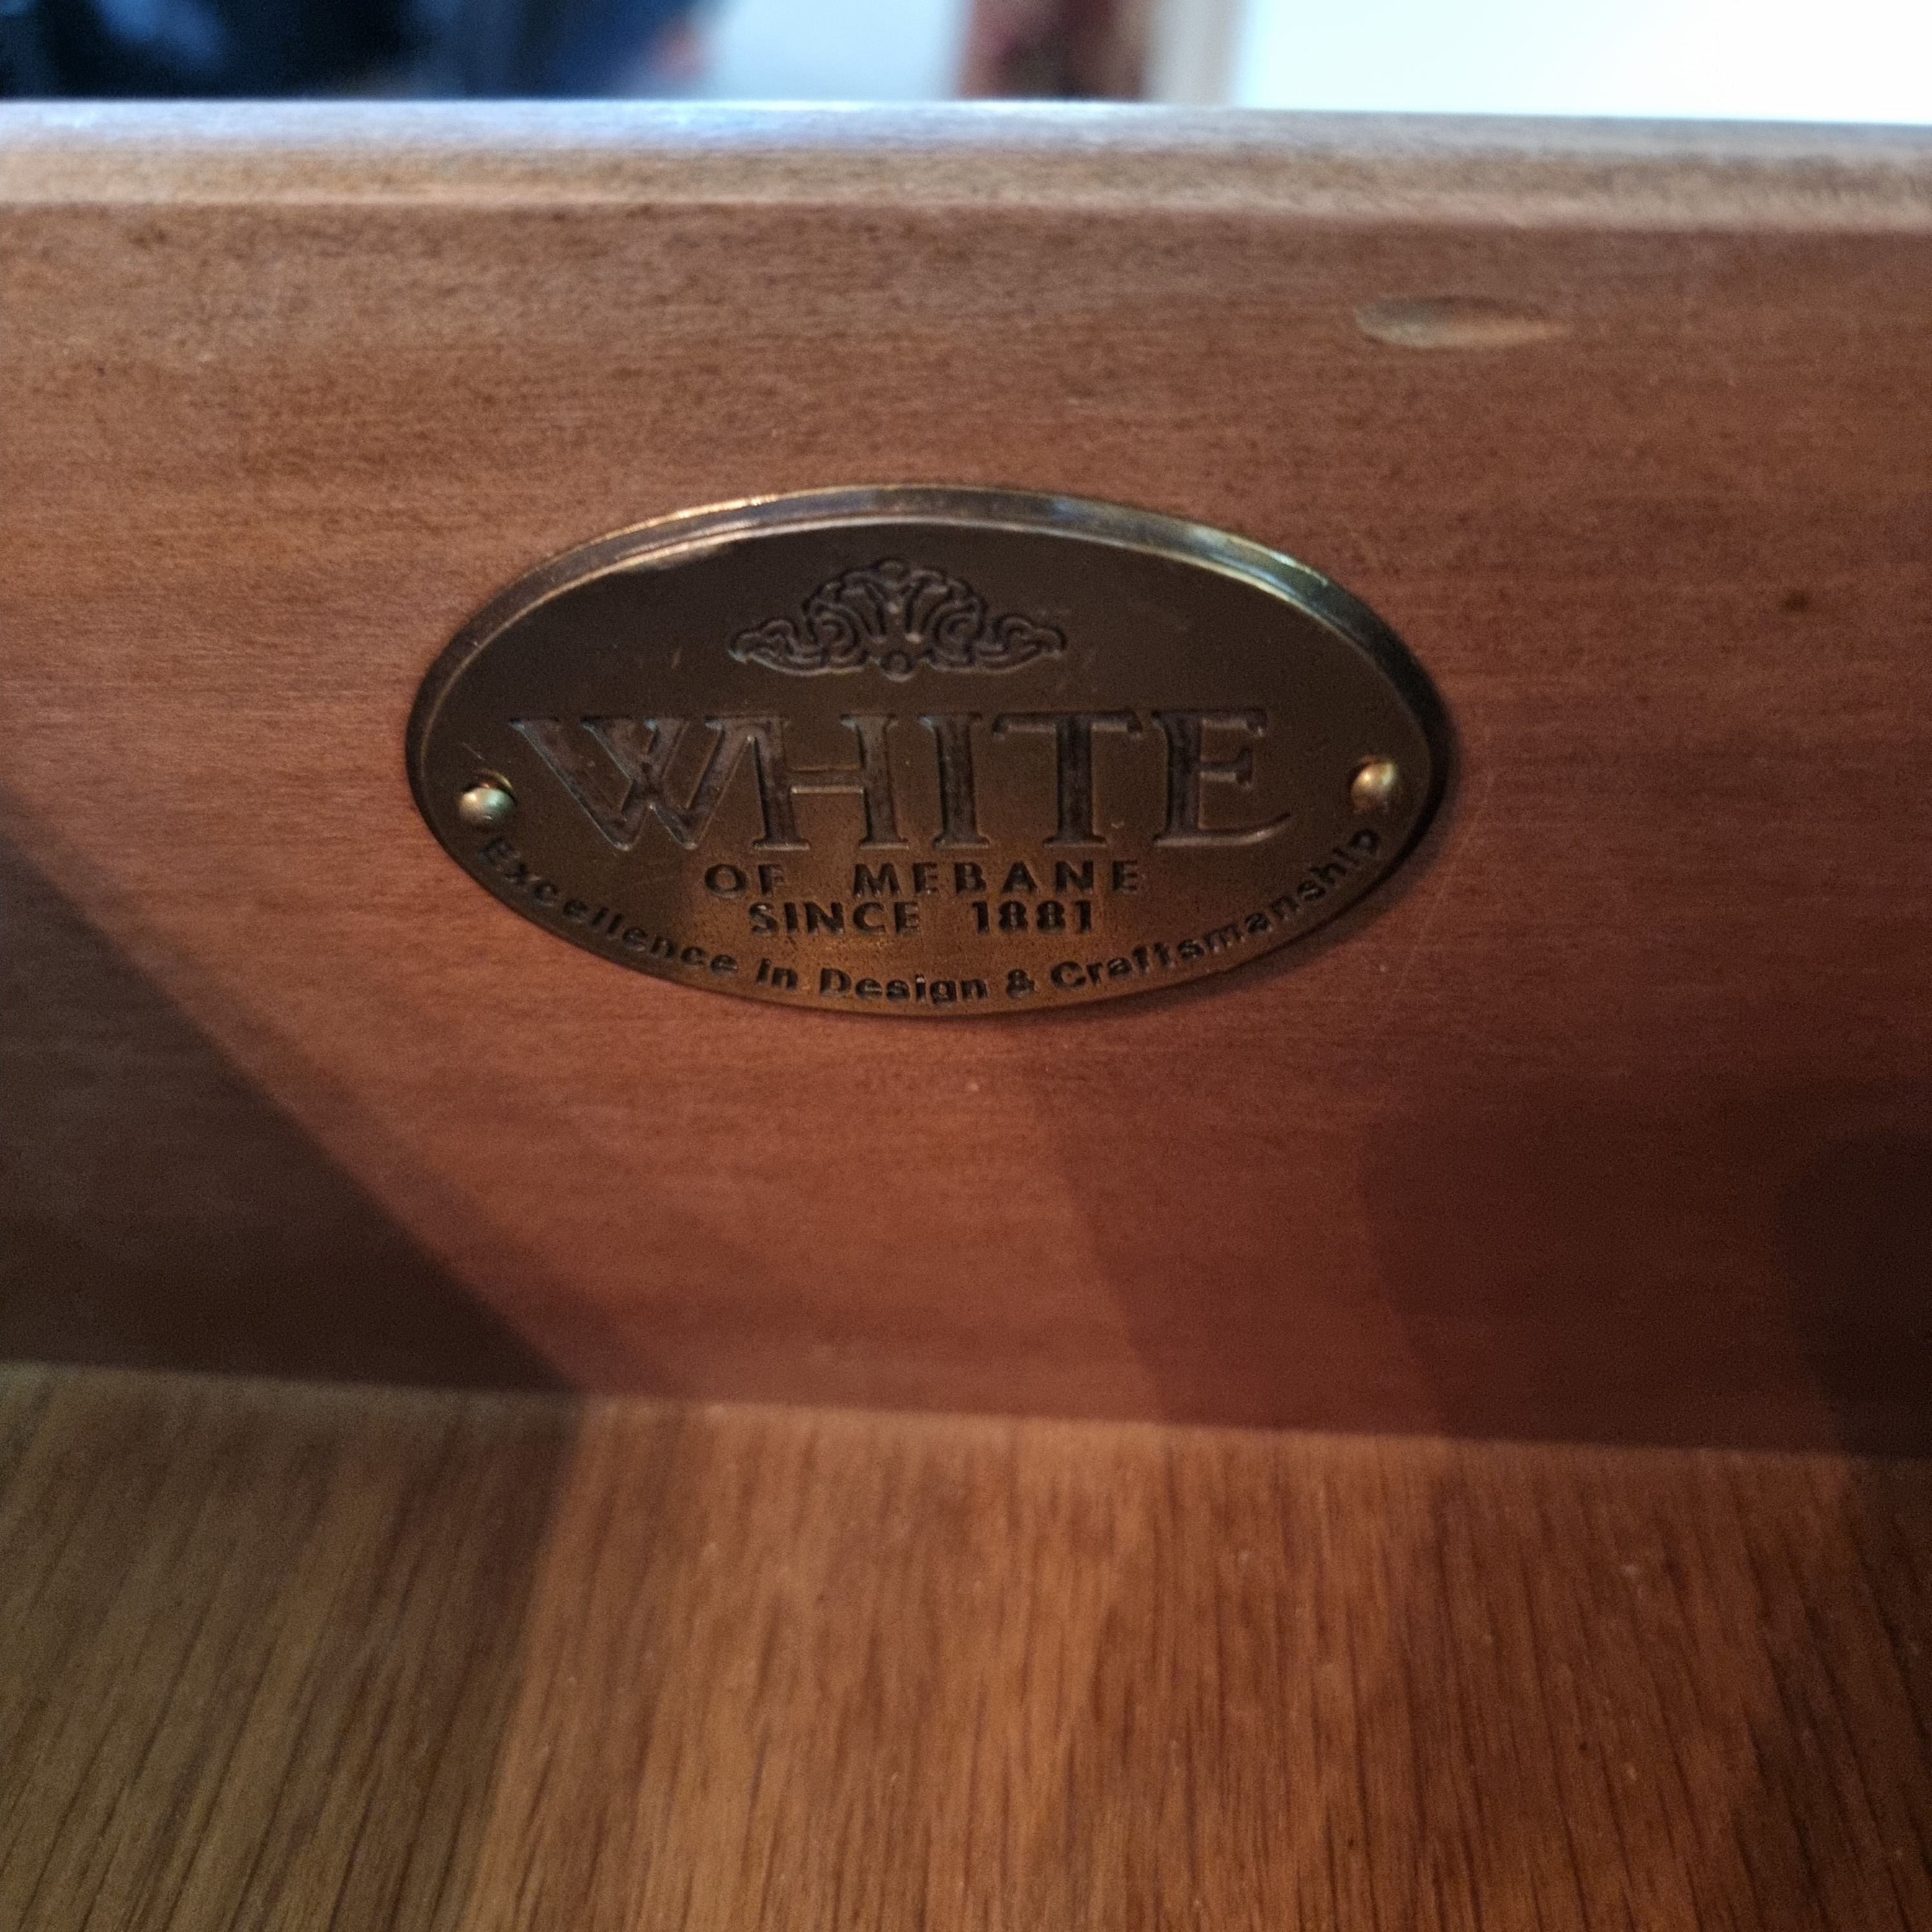 WHITE
OF MEBANE
SINCE 1881
Excellence in Design & Craftsmanship